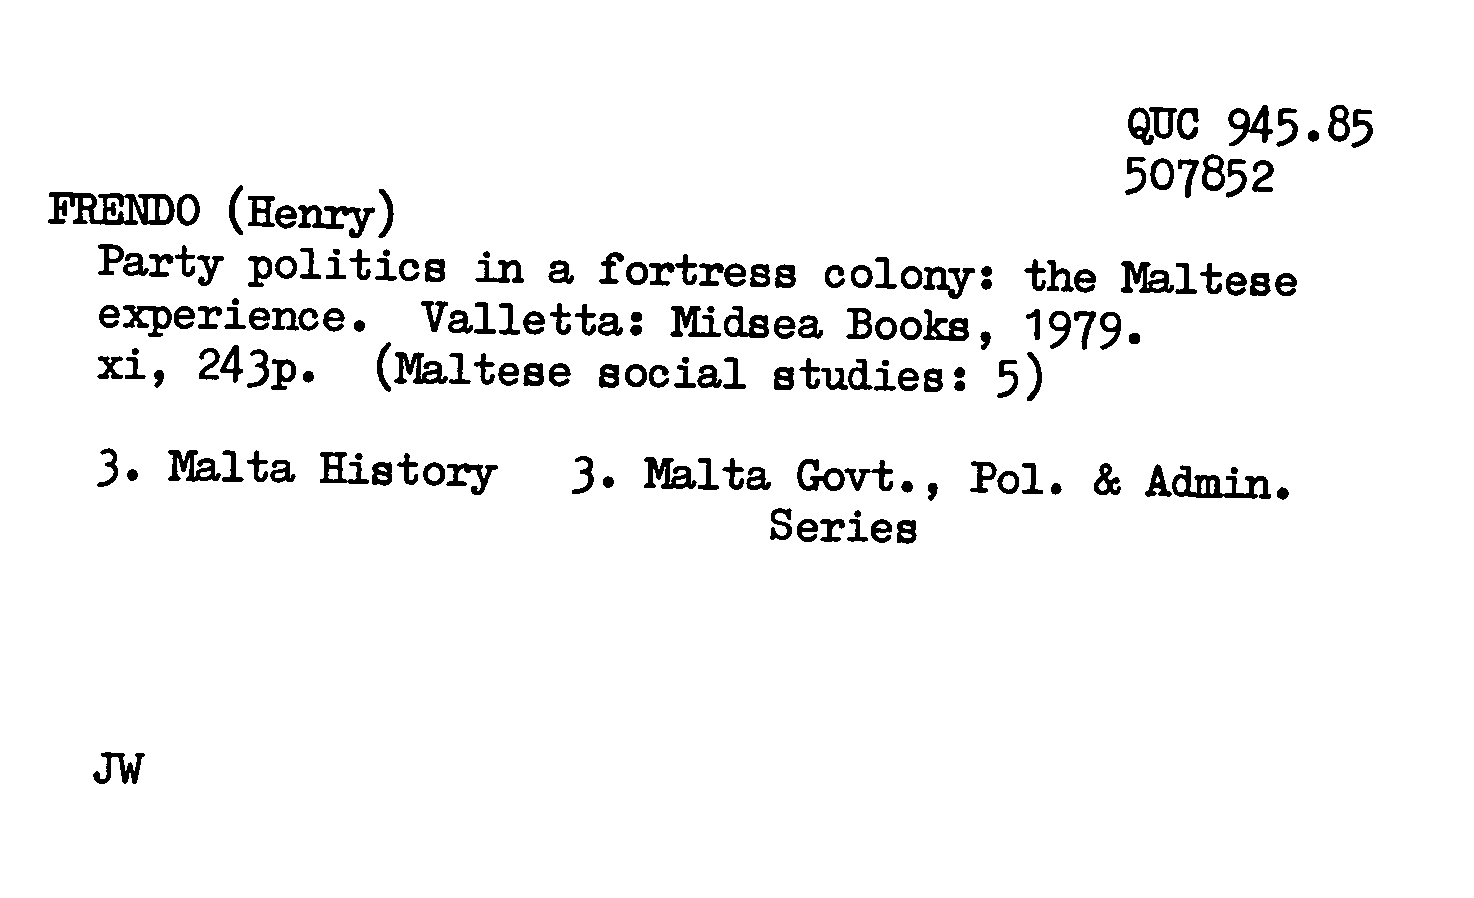 QUC 945.85
507852
FRENDO (Henry)
Party politics in a fortress colony: the Maltese
experience. Valletta: Midsea Books, 1979.
xi, 243p. (Maltese social studies: 5)
3. Malta History 3. Malta Govt., Pol. & Admin.
Series
JW